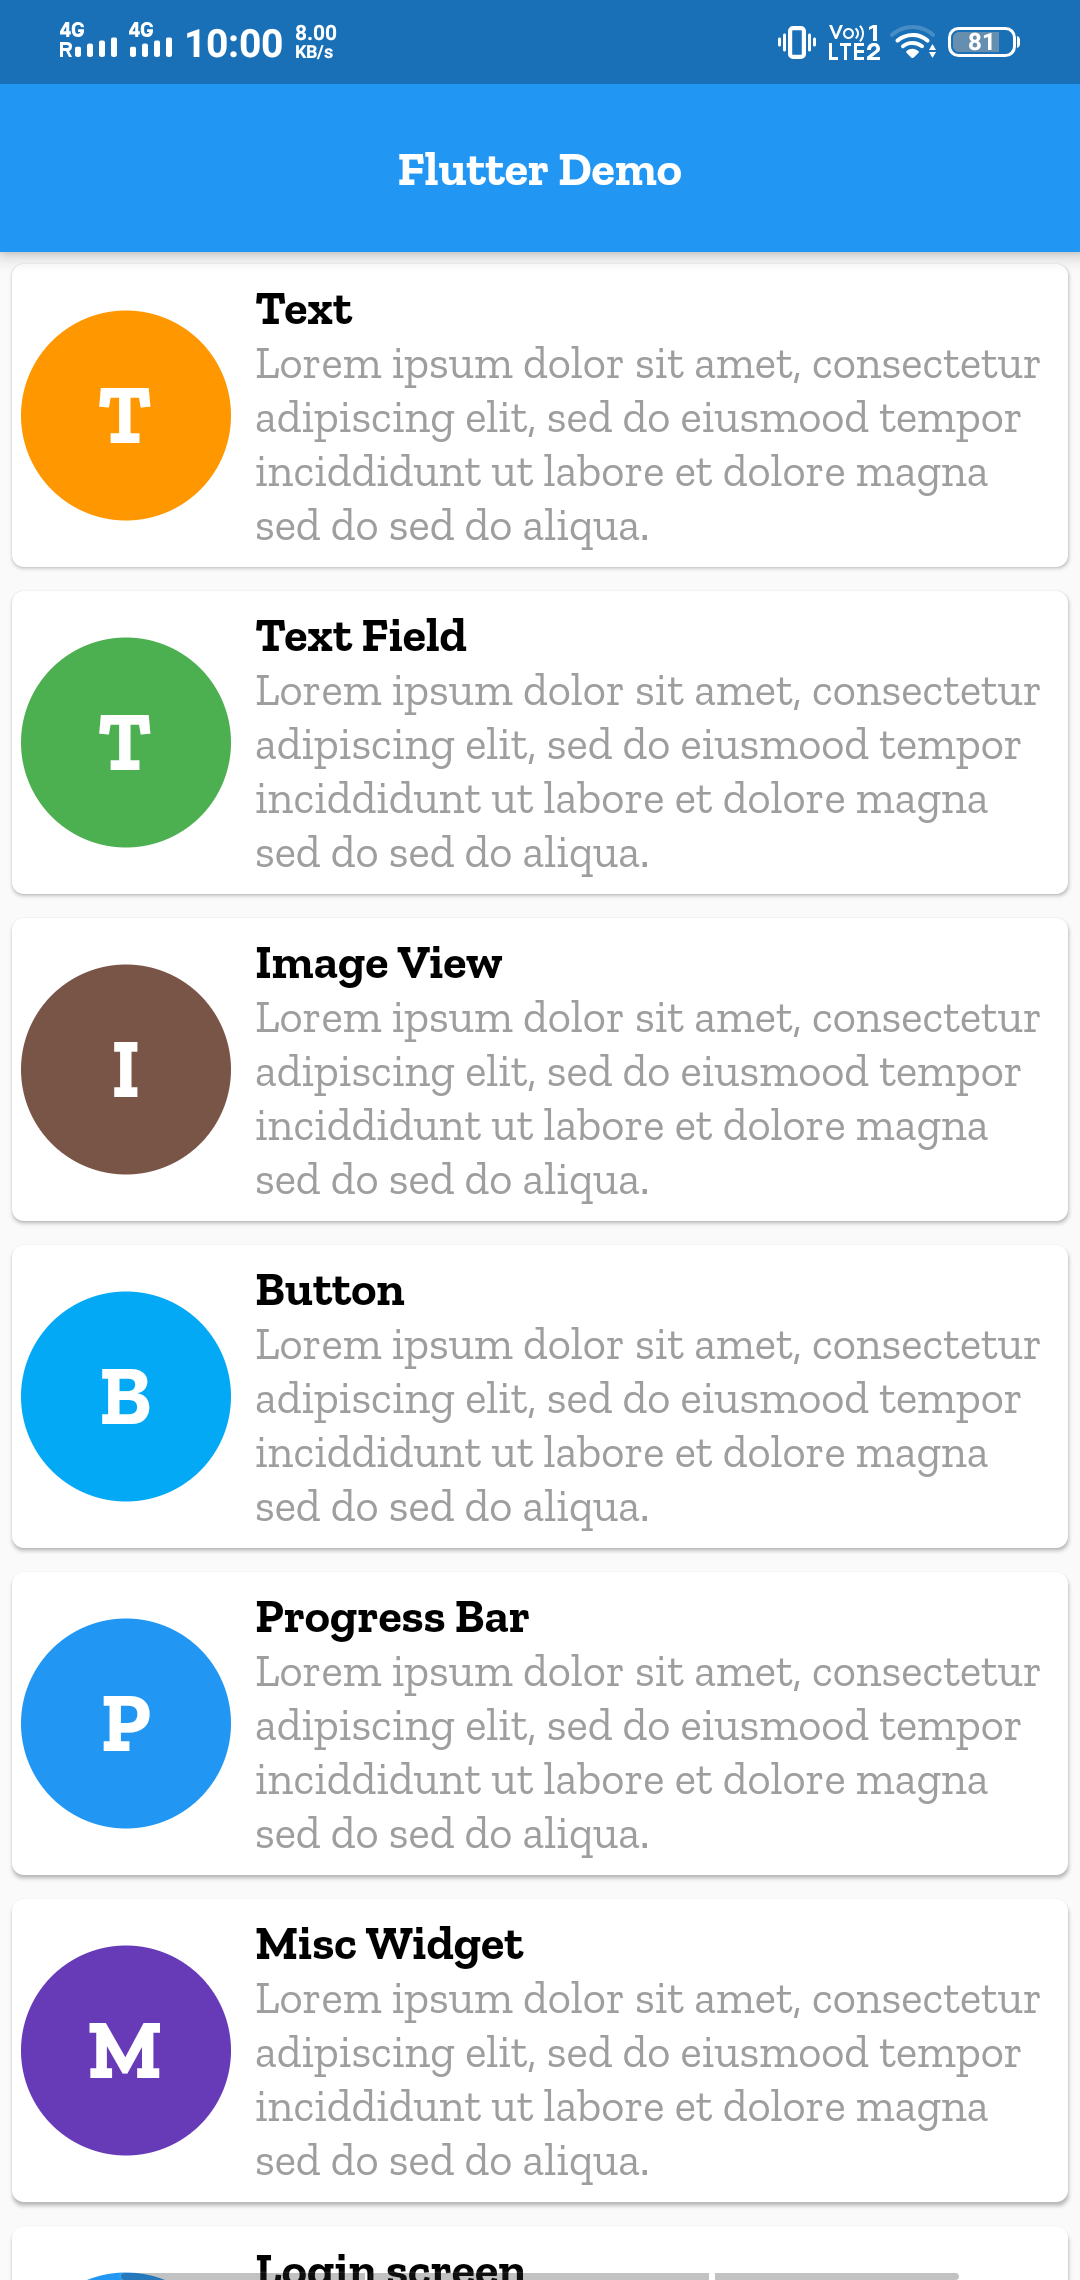 4G 4G 10:00 8.00 Vo)) 1 81
R KB/s LTE2
Flutter Demo
Text
T
Lorem ipsum dolor sit amet, consectetur
adipiscing elit, sed do eiusmood tempor
inciddidunt ut labore et dolore magna
sed do sed do aliqua.
Text Field
T
Lorem ipsum dolor sit amet, consectetur
adipiscing elit, sed do eiusmood tempor
inciddidunt ut labore et dolore magna
sed do sed do aliqua.
Image View
I
Lorem ipsum dolor sit amet, consectetur
adipiscing elit, sed do eiusmood tempor
inciddidunt ut labore et dolore magna
sed do sed do aliqua.
Button
B
Lorem ipsum dolor sit amet, consectetur
adipiscing elit, sed do eiusmood tempor
inciddidunt ut labore et dolore magna
sed do sed do aliqua.
Progress Bar
P
Lorem ipsum dolor sit amet, consectetur
adipiscing elit, sed do eiusmood tempor
inciddidunt ut labore et dolore magna
sed do sed do aliqua.
Misc Widget
M
Lorem ipsum dolor sit amet, consectetur
adipiscing elit, sed do eiusmood tempor
inciddidunt ut labore et dolore magna
sed do sed do aliqua.
Login screen